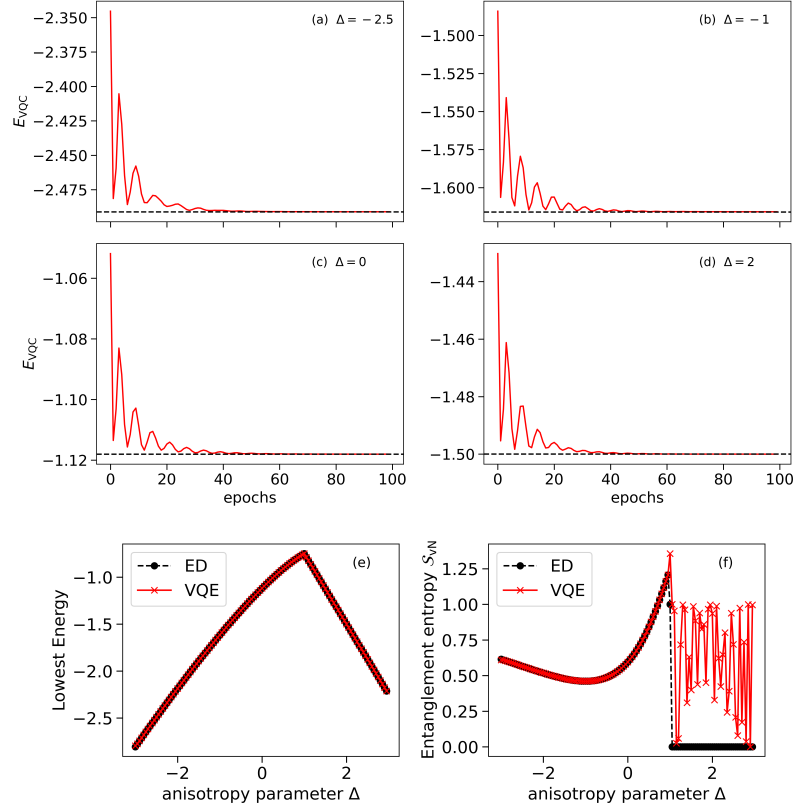 (a) Δ = −2.5
−2.350
−2.375
−2.400
−2.425
−2.450
−2.475
E_VQC
(b) Δ = −1
−1.500
−1.525
−1.550
−1.575
−1.600
(c) Δ = 0
−1.06
−1.08
−1.10
−1.12
E_VQC
0 20 40 60 80 100
epochs
(d) Δ = 2
−1.44
−1.46
−1.48
−1.50
0 20 40 60 80 100
epochs
(e)
ED
VQE
−1.0
−1.5
−2.0
−2.5
Lowest Energy
−2 0 2
anisotropy parameter Δ
(f)
ED
VQE
1.25
1.00
0.75
0.50
0.25
0.00
Entanglement entropy 𝒮_vN
−2 0 2
anisotropy parameter Δ